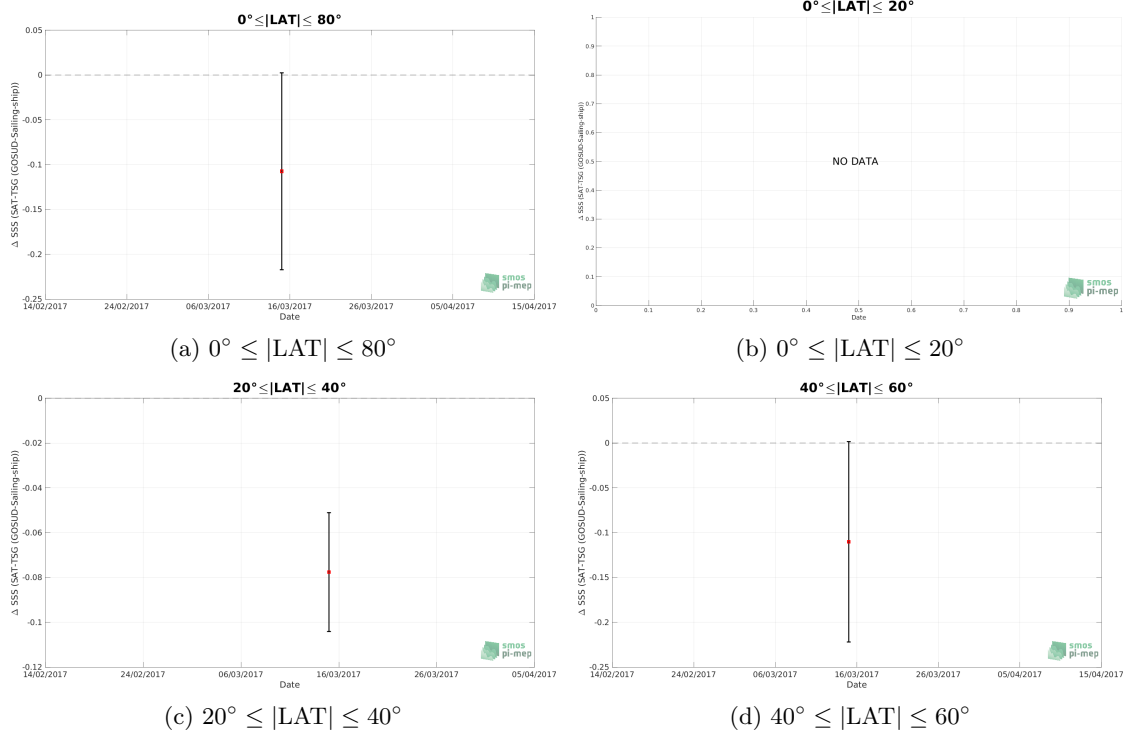 0°≤|LAT|≤ 80°
0.05
0
-0.05
-0.1
-0.15
-0.2
-0.25
Δ SSS (SAT-TSG (GOSUD-Sailing-ship))
14/02/2017 24/02/2017 06/03/2017 16/03/2017 26/03/2017 05/04/2017 15/04/2017
Date
smos
pi-mep
(a) 0° ≤ |LAT| ≤ 80°
0°≤|LAT|≤ 20°
1
0.9
0.8
0.7
0.6
0.5
0.4
0.3
0.2
0.1
0
Δ SSS (SAT-TSG (GOSUD-Sailing-ship))
NO DATA
0 0.1 0.2 0.3 0.4 0.5 0.6 0.7 0.8 0.9 1
Date
smos
pi-mep
(b) 0° ≤ |LAT| ≤ 20°
20°≤|LAT|≤ 40°
0
-0.02
-0.04
-0.06
-0.08
-0.1
-0.12
Δ SSS (SAT-TSG (GOSUD-Sailing-ship))
14/02/2017 24/02/2017 06/03/2017 16/03/2017 26/03/2017 05/04/2017
Date
smos
pi-mep
(c) 20° ≤ |LAT| ≤ 40°
40°≤|LAT|≤ 60°
0.05
0
-0.05
-0.1
-0.15
-0.2
-0.25
Δ SSS (SAT-TSG (GOSUD-Sailing-ship))
14/02/2017 24/02/2017 06/03/2017 16/03/2017 26/03/2017 05/04/2017 15/04/2017
Date
smos
pi-mep
(d) 40° ≤ |LAT| ≤ 60°